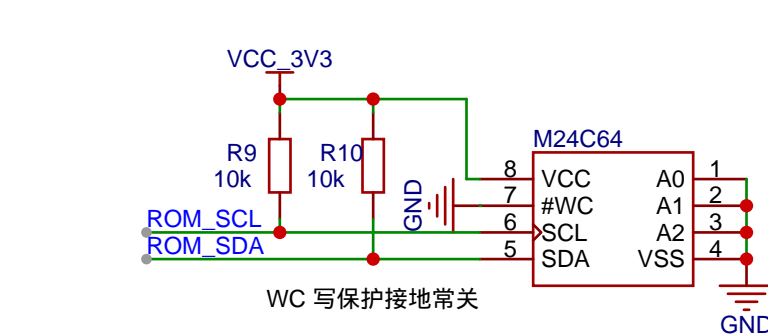 VCC_3V3
M24C64
R9
10k
R10
10k
GND
8
7
6
5
VCC
#WC
SCL
SDA
A0
A1
A2
VSS
1
2
3
4
ROM_SCL
ROM_SDA
WC 写保护接地常关
GND